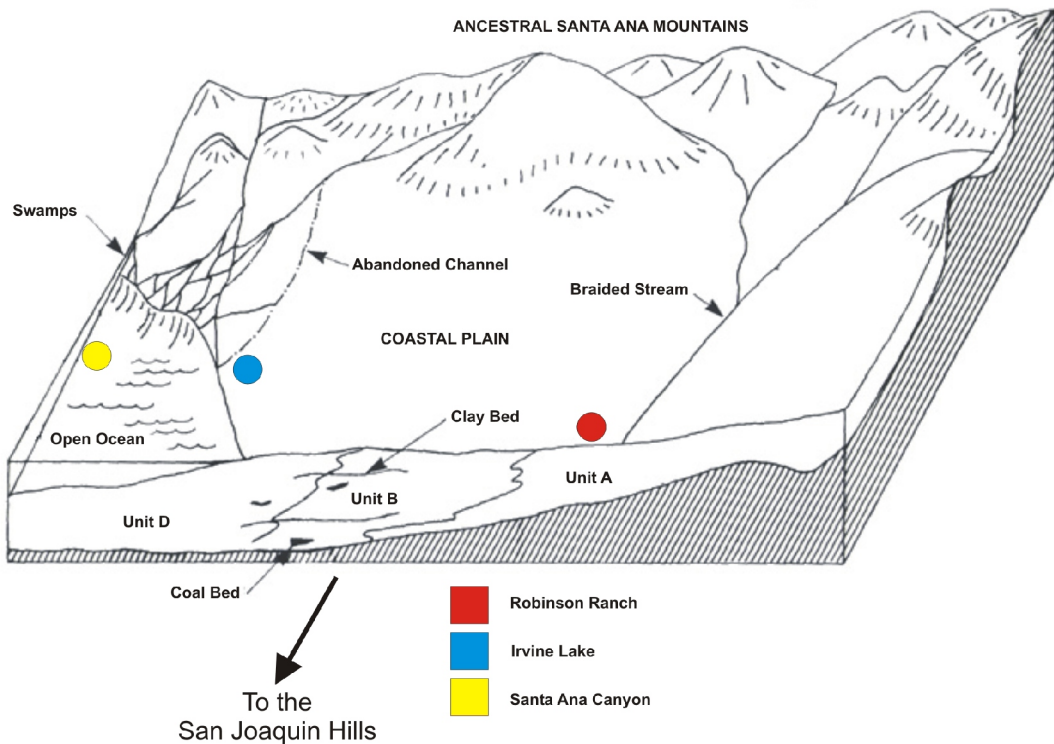 ANCESTRAL SANTA ANA MOUNTAINS
Swamps
Abandoned Channel
Braided Stream
COASTAL PLAIN
Clay Bed
Open Ocean
Unit A
Unit B
Unit D
Coal Bed
Robinson Ranch
Irvine Lake
Santa Ana Canyon
To the
San Joaquin Hills